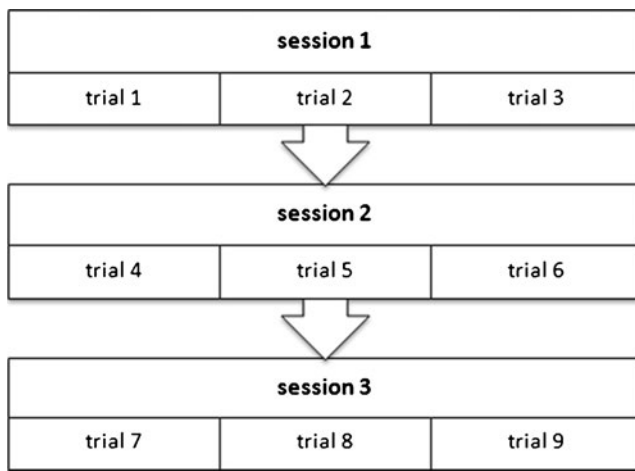 session 1
trial 1 trial 2 trial 3
session 2
trial 4 trial 5 trial 6
session 3
trial 7 trial 8 trial 9